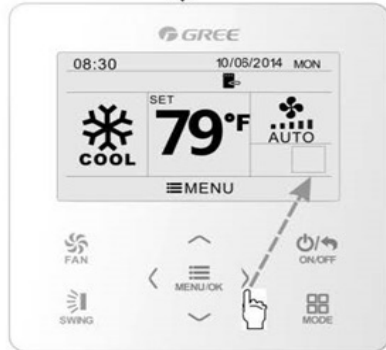 GREE
08:30 10/06/2014 MON
SET
79°F
COOL
AUTO
MENU
FAN
ON/OFF
MENU/OK
SWING
MODE